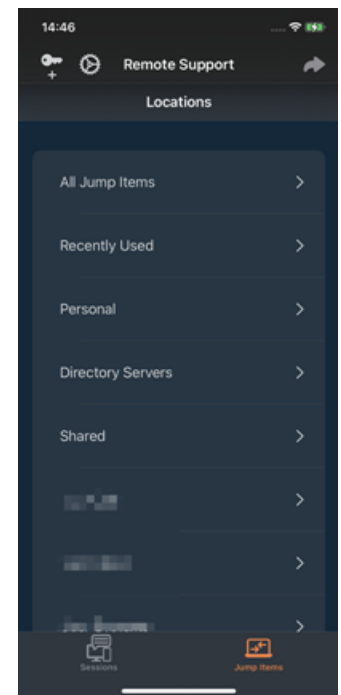 14:46
Remote Support
Locations
All Jump Items
Recently Used
Personal
Directory Servers
Shared
Sessions
Jump Items